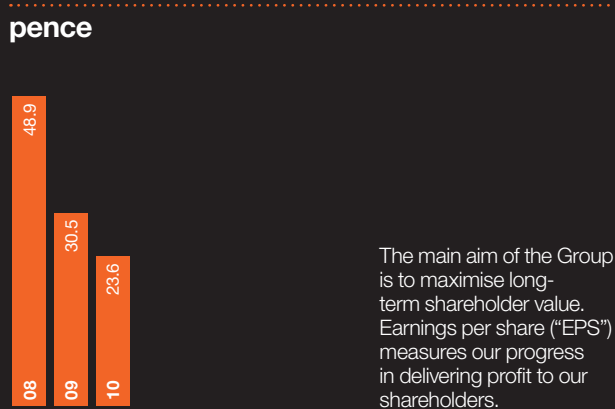 pence
48.9
30.5
23.6
08
09
10
The main aim of the Group
is to maximise long-
term shareholder value.
Earnings per share (“EPS”)
measures our progress
in delivering profit to our
shareholders.